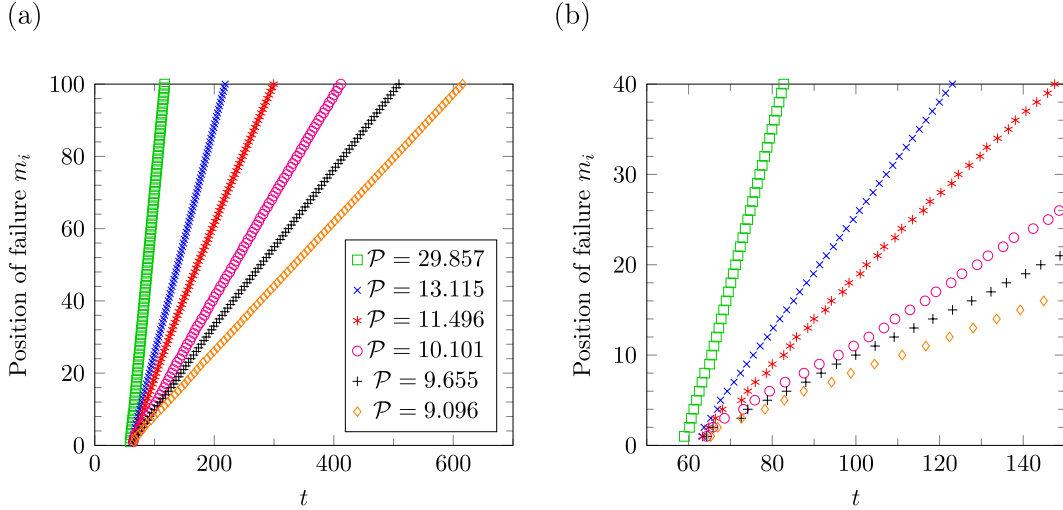 (a)
Position of failure m_i
100
80
60
40
20
0
0 200 400 600
t
𝒫 = 29.857
𝒫 = 13.115
𝒫 = 11.496
𝒫 = 10.101
𝒫 = 9.655
𝒫 = 9.096
(b)
Position of failure m_i
40
30
20
10
0
60 80 100 120 140
t